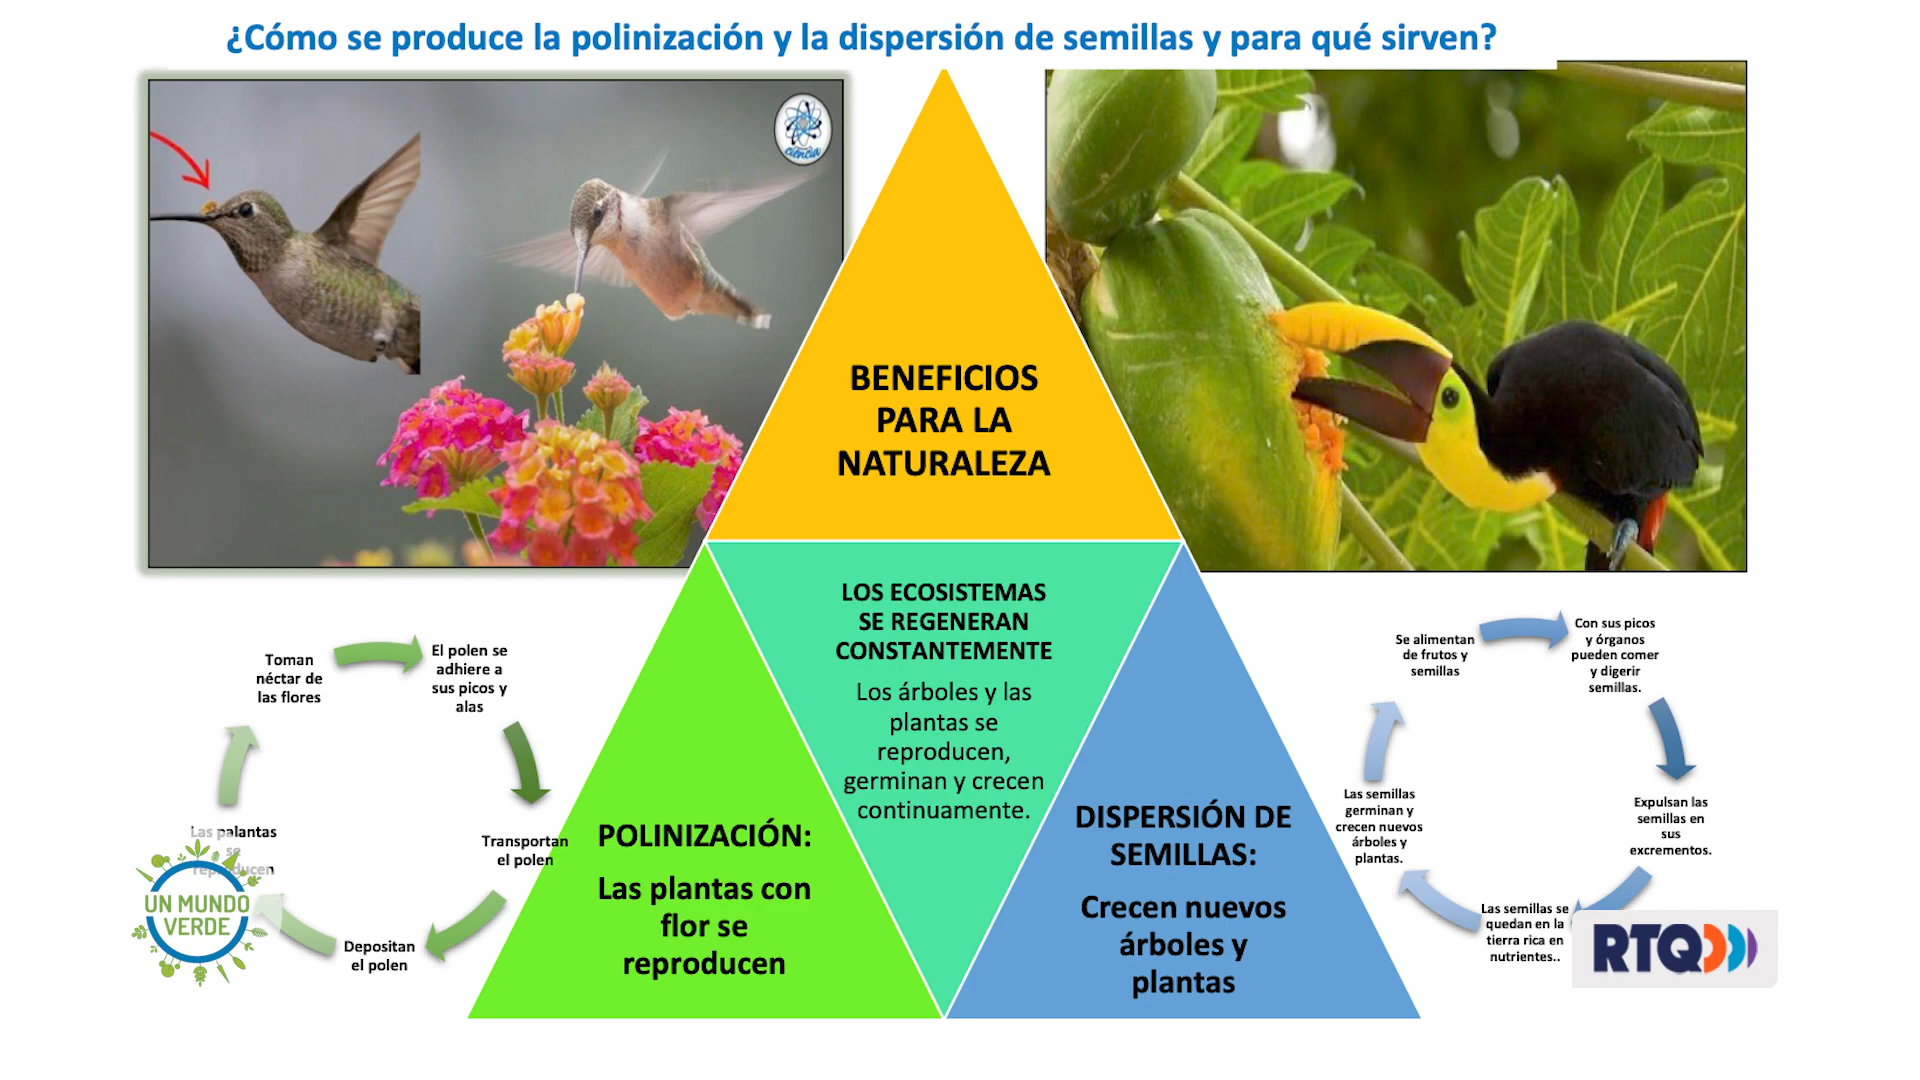 ¿Cómo se produce la polinización y la dispersión de semillas y para qué sirven?
ciencia
BENEFICIOS
PARA LA
NATURALEZA
LOS ECOSISTEMAS
SE REGENERAN
CONSTANTEMENTE
Los árboles y las
plantas se
reproducen,
germinan y crecen
continuamente.
POLINIZACIÓN:
Las plantas con
flor se
reproducen
DISPERSIÓN DE
SEMILLAS:
Crecen nuevos
árboles y
plantas
Toman
néctar de
las flores
El polen se
adhiere a
sus picos y
alas
Transportan
el polen
Depositan
el polen
Las palantas
se
reproducen
UN MUNDO
VERDE
Se alimentan
de frutos y
semillas
Con sus picos
y órganos
pueden comer
y digerir
semillas.
Expulsan las
semillas en
sus
excrementos.
Las semillas se
quedan en la
tierra rica en
nutrientes..
Las semillas
germinan y
crecen nuevos
árboles y
plantas.
RTQ